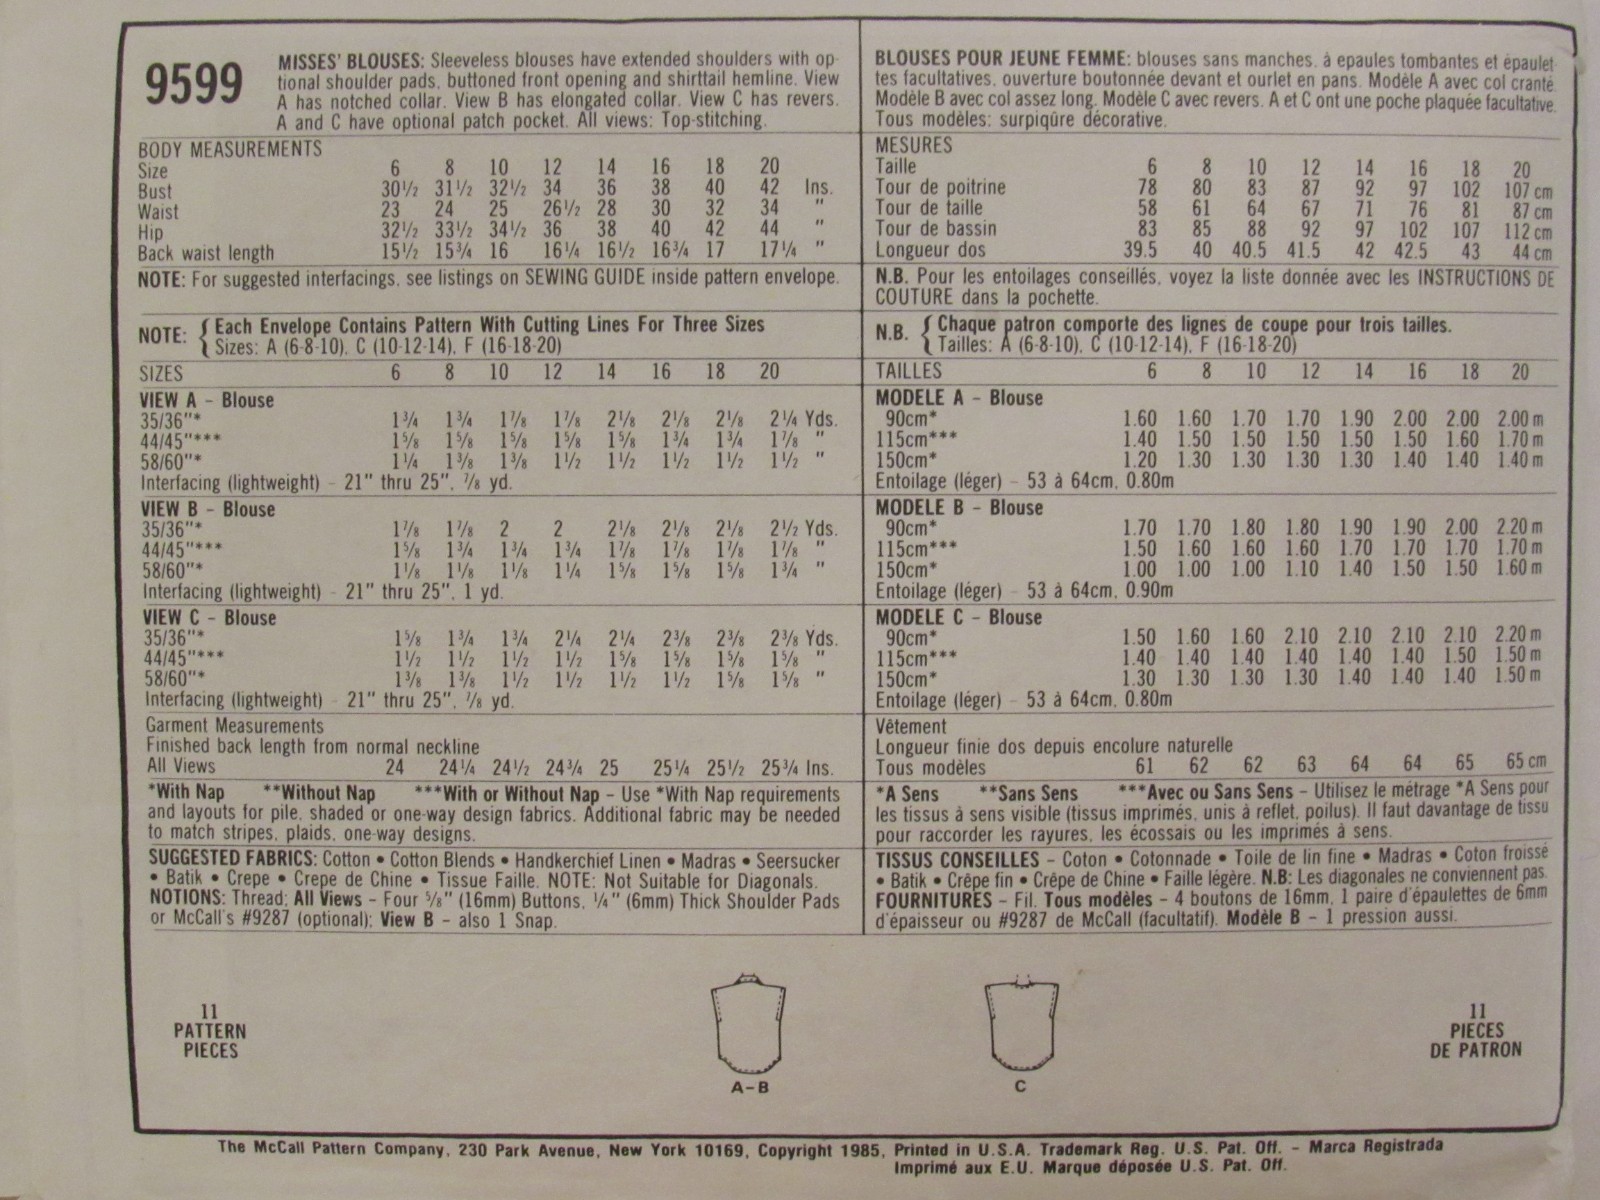 9599
MISSES' BLOUSES: Sleeveless blouses have extended shoulders with op-
tional shoulder pads, buttoned front opening and shirttail hemline. View
A has notched collar. View B has elongated collar. View C has revers.
A and C have optional patch pocket. All views: Top-stitching.
BODY MEASUREMENTS
Size 6 8 10 12 14 16 18 20
Bust 30½ 31½ 32½ 34 36 38 40 42 Ins.
Waist 23 24 25 26½ 28 30 32 34 "
Hip 32½ 33½ 34½ 36 38 40 42 44 "
Back waist length 15½ 15¾ 16 16¼ 16½ 16¾ 17 17¼ "
NOTE: For suggested interfacings, see listings on SEWING GUIDE inside pattern envelope.
NOTE: { Each Envelope Contains Pattern With Cutting Lines For Three Sizes
Sizes: A (6-8-10), C (10-12-14), F (16-18-20)
SIZES 6 8 10 12 14 16 18 20
VIEW A - Blouse
35/36"* 1¾ 1¾ 1⅞ 1⅞ 2⅛ 2⅛ 2⅛ 2¼ Yds.
44/45"*** 1⅝ 1⅝ 1⅝ 1⅝ 1⅝ 1¾ 1¾ 1⅞ "
58/60"* 1¼ 1⅜ 1⅜ 1½ 1½ 1½ 1½ 1½ "
Interfacing (lightweight) - 21" thru 25", ⅞ yd.
VIEW B - Blouse
35/36"* 1⅞ 1⅞ 2 2 2⅛ 2⅛ 2⅛ 2½ Yds.
44/45"*** 1⅝ 1¾ 1¾ 1¾ 1⅞ 1⅞ 1⅞ 1⅞ "
58/60"* 1⅛ 1⅛ 1⅛ 1¼ 1⅝ 1⅝ 1⅝ 1¾ "
Interfacing (lightweight) - 21" thru 25", 1 yd.
VIEW C - Blouse
35/36"* 1⅝ 1¾ 1¾ 2¼ 2¼ 2⅜ 2⅜ 2⅜ Yds.
44/45"*** 1½ 1½ 1½ 1½ 1⅝ 1⅝ 1⅝ 1⅝ "
58/60"* 1⅜ 1⅜ 1½ 1½ 1½ 1½ 1⅝ 1⅝ "
Interfacing (lightweight) - 21" thru 25", ⅞ yd.
Garment Measurements
Finished back length from normal neckline
All Views 24 24¼ 24½ 24¾ 25 25¼ 25½ 25¾ Ins.
*With Nap **Without Nap ***With or Without Nap - Use *With Nap requirements
and layouts for pile, shaded or one-way design fabrics. Additional fabric may be needed
to match stripes, plaids, one-way designs.
SUGGESTED FABRICS: Cotton • Cotton Blends • Handkerchief Linen • Madras • Seersucker
• Batik • Crepe • Crepe de Chine • Tissue Faille. NOTE: Not Suitable for Diagonals.
NOTIONS: Thread; All Views - Four ⅝" (16mm) Buttons, ¼" (6mm) Thick Shoulder Pads
or McCall's #9287 (optional); View B - also 1 Snap.
BLOUSES POUR JEUNE FEMME: blouses sans manches, à epaules tombantes et épaulet-
tes facultatives, ouverture boutonnée devant et ourlet en pans. Modèle A avec col cranté.
Modèle B avec col assez long. Modèle C avec revers. A et C ont une poche plaquée facultative.
Tous modèles: surpiqûre décorative.
MESURES
Taille 6 8 10 12 14 16 18 20
Tour de poitrine 78 80 83 87 92 97 102 107 cm
Tour de taille 58 61 64 67 71 76 81 87 cm
Tour de bassin 83 85 88 92 97 102 107 112 cm
Longueur dos 39.5 40 40.5 41.5 42 42.5 43 44 cm
N.B. Pour les entoilages conseillés, voyez la liste donnée avec les INSTRUCTIONS DE
COUTURE dans la pochette.
N.B. { Chaque patron comporte des lignes de coupe pour trois tailles.
Tailles: A (6-8-10), C (10-12-14), F (16-18-20)
TAILLES 6 8 10 12 14 16 18 20
MODELE A - Blouse
90cm* 1.60 1.60 1.70 1.70 1.90 2.00 2.00 2.00 m
115cm*** 1.40 1.50 1.50 1.50 1.50 1.50 1.60 1.70 m
150cm* 1.20 1.30 1.30 1.30 1.30 1.40 1.40 1.40 m
Entoilage (léger) - 53 à 64cm, 0.80m
MODELE B - Blouse
90cm* 1.70 1.70 1.80 1.80 1.90 1.90 2.00 2.20 m
115cm*** 1.50 1.60 1.60 1.60 1.70 1.70 1.70 1.70 m
150cm* 1.00 1.00 1.00 1.10 1.40 1.50 1.50 1.60 m
Entoilage (léger) - 53 à 64cm, 0.90m
MODELE C - Blouse
90cm* 1.50 1.60 1.60 2.10 2.10 2.10 2.10 2.20 m
115cm*** 1.40 1.40 1.40 1.40 1.40 1.40 1.50 1.50 m
150cm* 1.30 1.30 1.30 1.30 1.40 1.40 1.40 1.50 m
Entoilage (léger) - 53 à 64cm, 0.80m
Vêtement
Longueur finie dos depuis encolure naturelle
Tous modèles 61 62 62 63 64 64 65 65 cm
*A Sens **Sans Sens ***Avec ou Sans Sens - Utilisez le métrage *A Sens pour
les tissus à sens visible (tissus imprimés, unis à reflet, poilus). Il faut davantage de tissu
pour raccorder les rayures, les écossais ou les imprimés à sens.
TISSUS CONSEILLES - Coton • Cotonnade • Toile de lin fine • Madras • Coton froissé
• Batik • Crêpe fin • Crêpe de Chine • Faille légère. N.B: Les diagonales ne conviennent pas.
FOURNITURES - Fil. Tous modèles - 4 boutons de 16mm, 1 paire d'épaulettes de 6mm
d'épaisseur ou #9287 de McCall (facultatif). Modèle B - 1 pression aussi.
11
PATTERN
PIECES
A-B
C
11
PIECES
DE PATRON
The McCall Pattern Company, 230 Park Avenue, New York 10169, Copyright 1985, Printed in U.S.A. Trademark Reg. U.S. Pat. Off. - Marca Registrada
Imprimé aux E.U. Marque déposée U.S. Pat. Off.